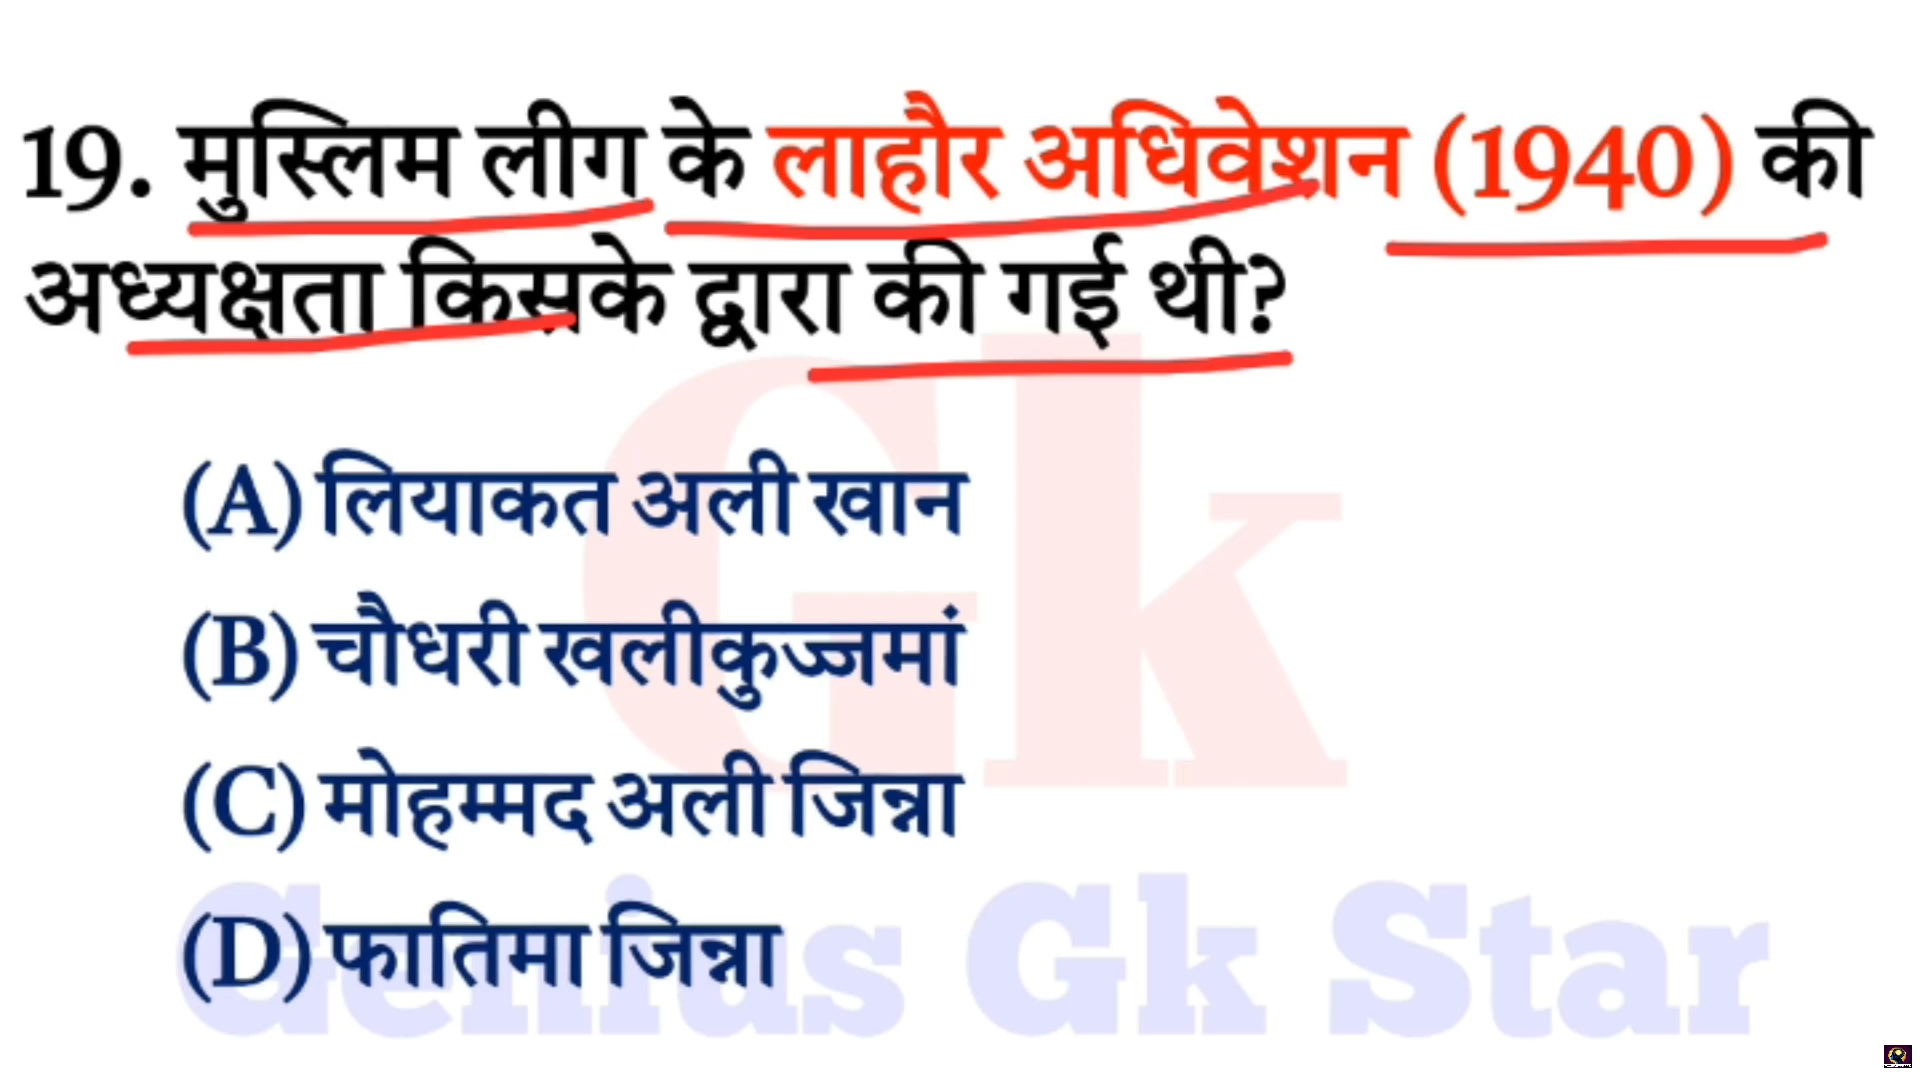 19. मुस्लिम लीग के लाहौर अधिवेशन (1940) की
अध्यक्षता किसके द्वारा की गई थी?
Gk
(A) लियाकत अली खान
(B) चौधरी खलीकुज्जमां
(C) मोहम्मद अली जिन्ना
(D) फातिमा जिन्ना
Genius Gk Star